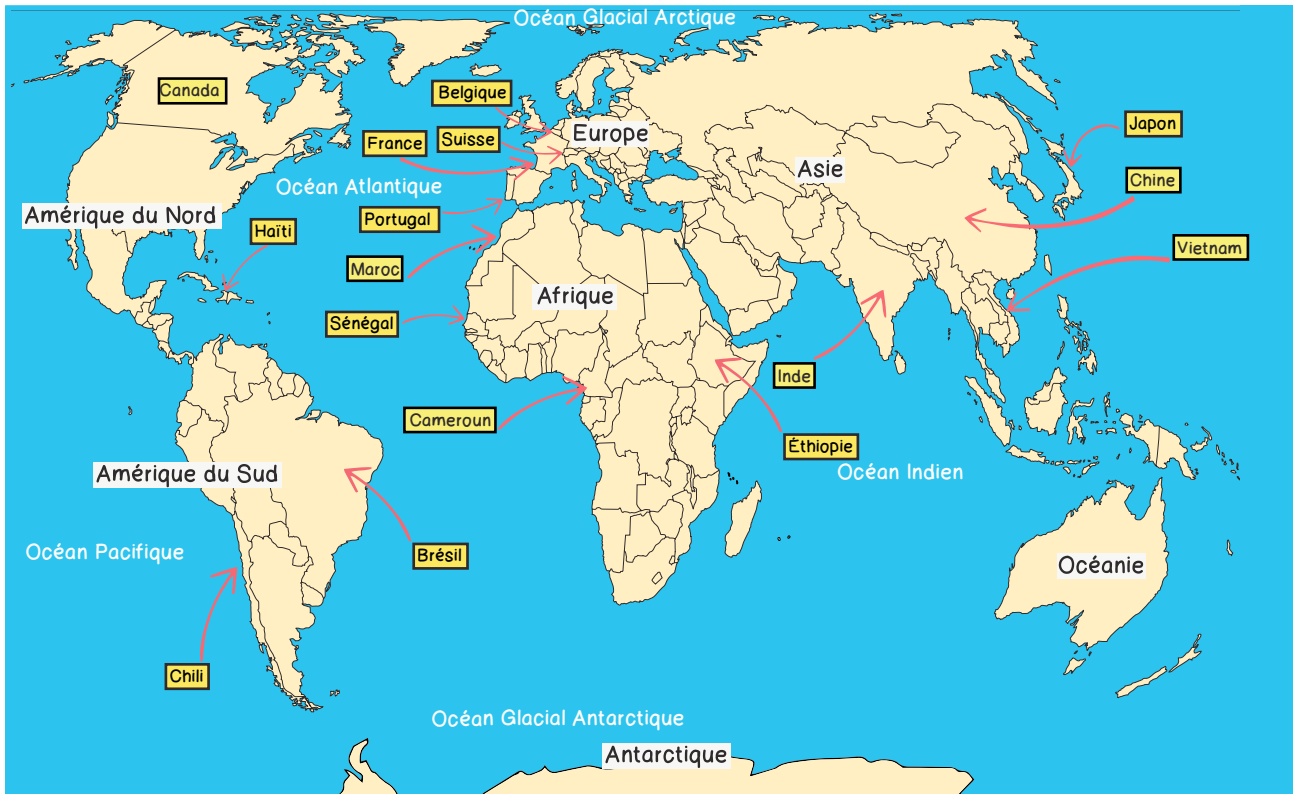 Océan Glacial Arctique
Canada
Belgique
Europe
Japon
France
Suisse
Asie
Chine
Océan Atlantique
Amérique du Nord
Portugal
Haïti
Vietnam
Maroc
Afrique
Sénégal
Inde
Cameroun
Éthiopie
Amérique du Sud
Océan Indien
Océan Pacifique
Brésil
Océanie
Chili
Océan Glacial Antarctique
Antarctique